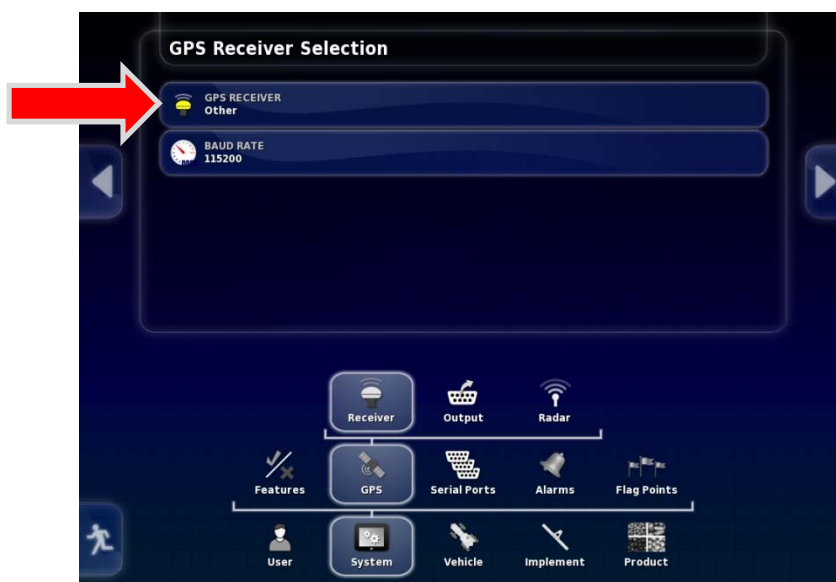 GPS Receiver Selection
GPS RECEIVER
Other
BAUD RATE
115200
Receiver
Output
Radar
Features
GPS
Serial Ports
Alarms
Flag Points
User
System
Vehicle
Implement
Product